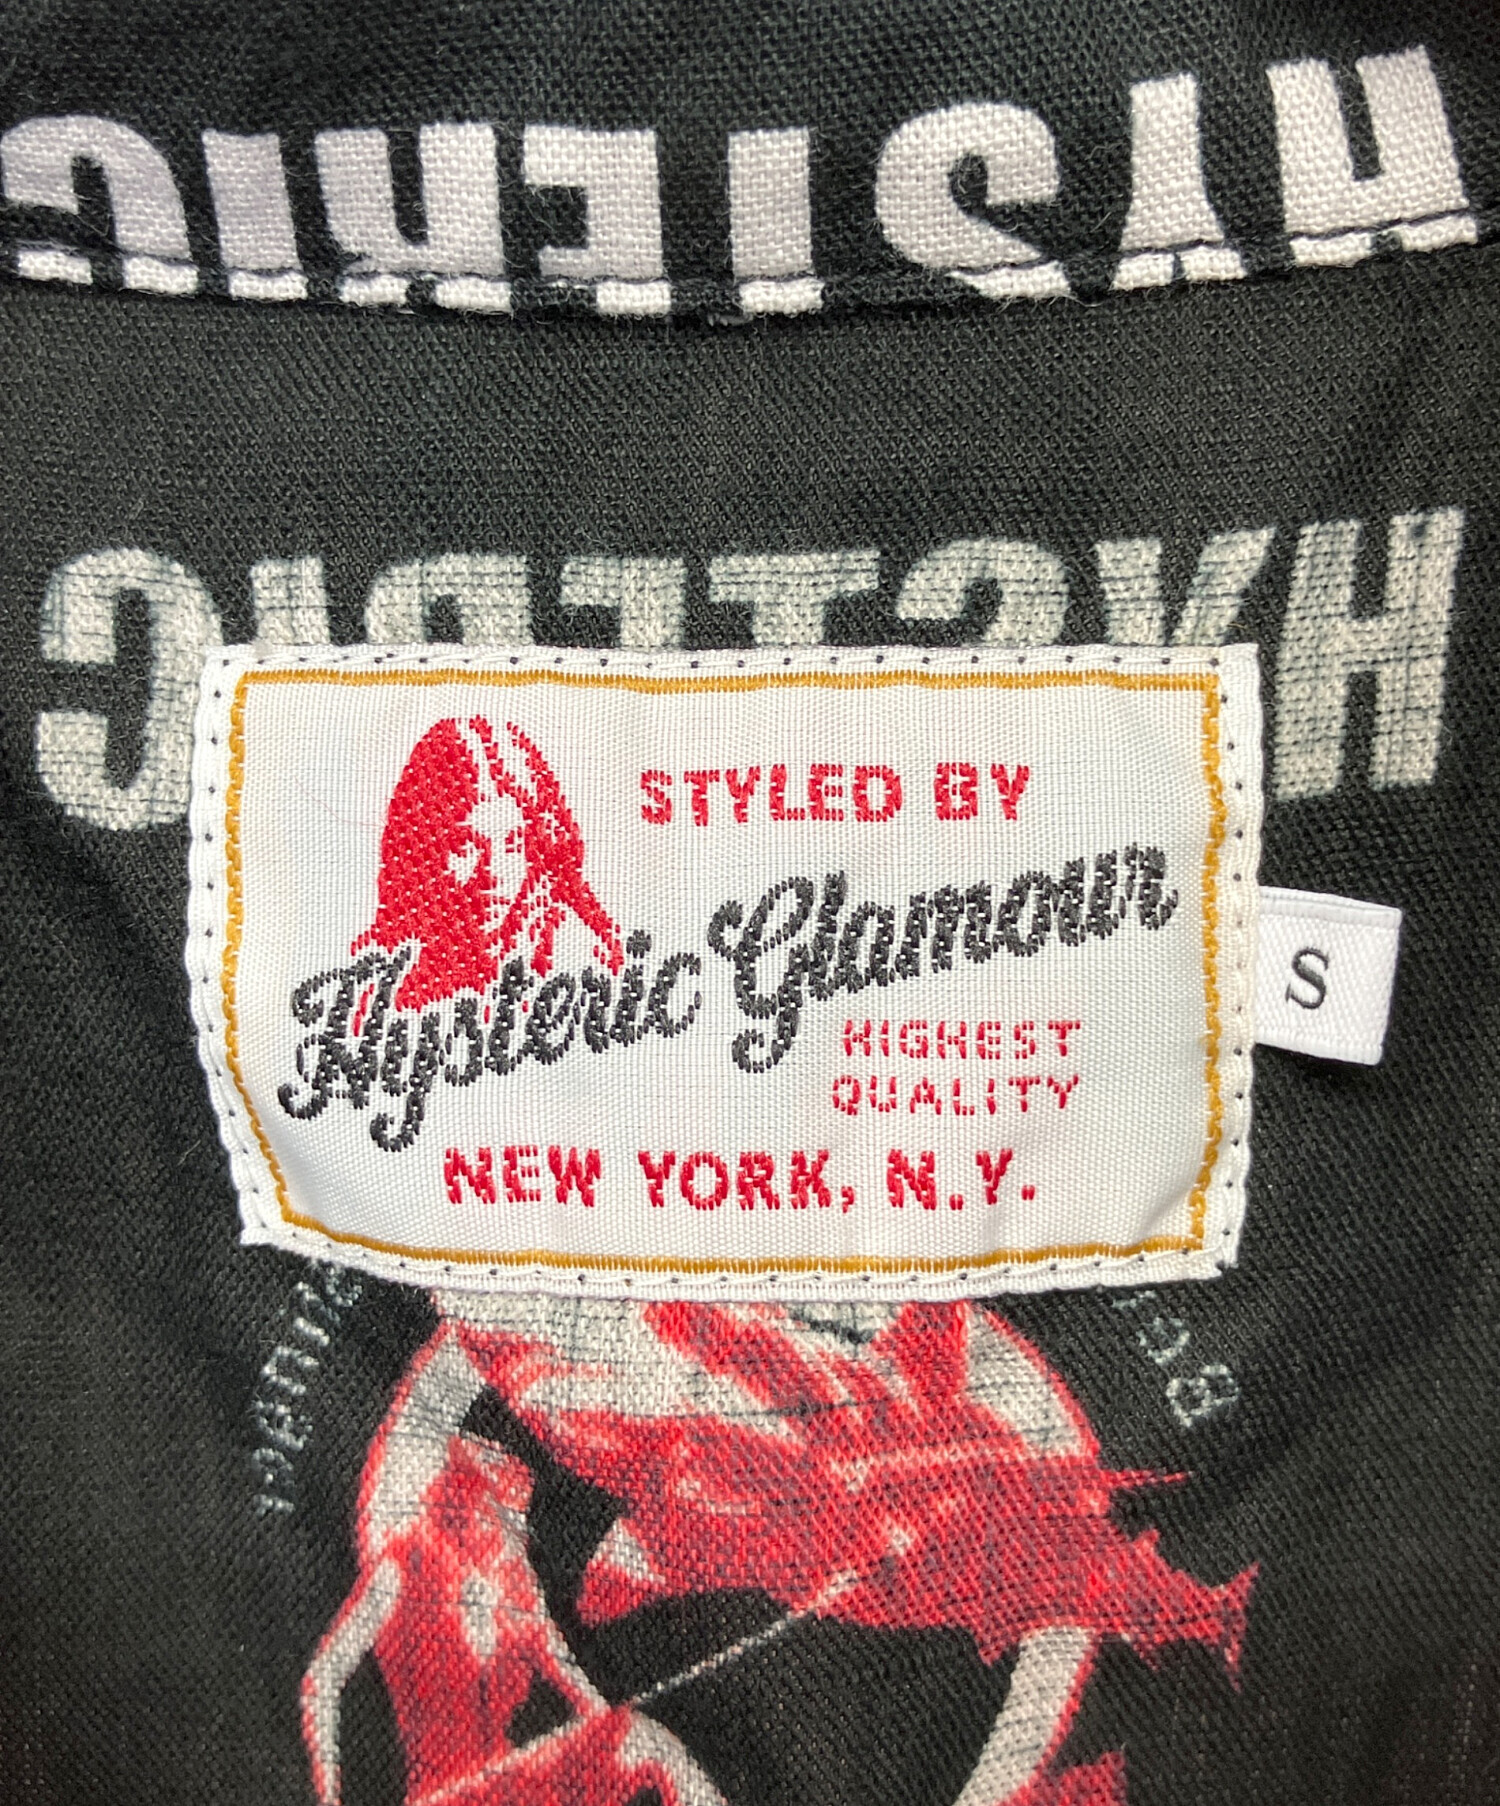 HYSTERIC
HYSTERIC
STYLED BY
Hysteric Glamour
HIGHEST
QUALITY
NEW YORK, N.Y.
S